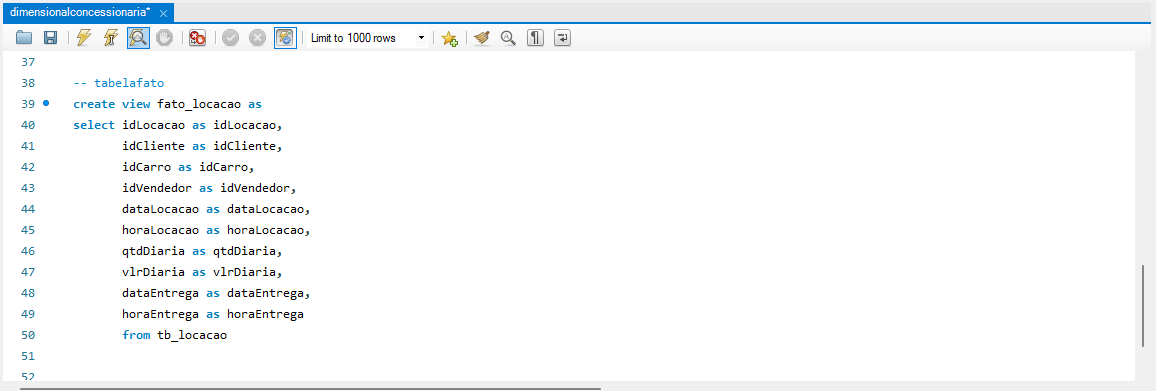 dimensionalconcessionaria*
Limit to 1000 rows
37
38 -- tabelafato
39 create view fato_locacao as
40 select idLocacao as idLocacao,
41 idCliente as idCliente,
42 idCarro as idCarro,
43 idVendedor as idVendedor,
44 dataLocacao as dataLocacao,
45 horaLocacao as horaLocacao,
46 qtdDiaria as qtdDiaria,
47 vlrDiaria as vlrDiaria,
48 dataEntrega as dataEntrega,
49 horaEntrega as horaEntrega
50 from tb_locacao
51
52